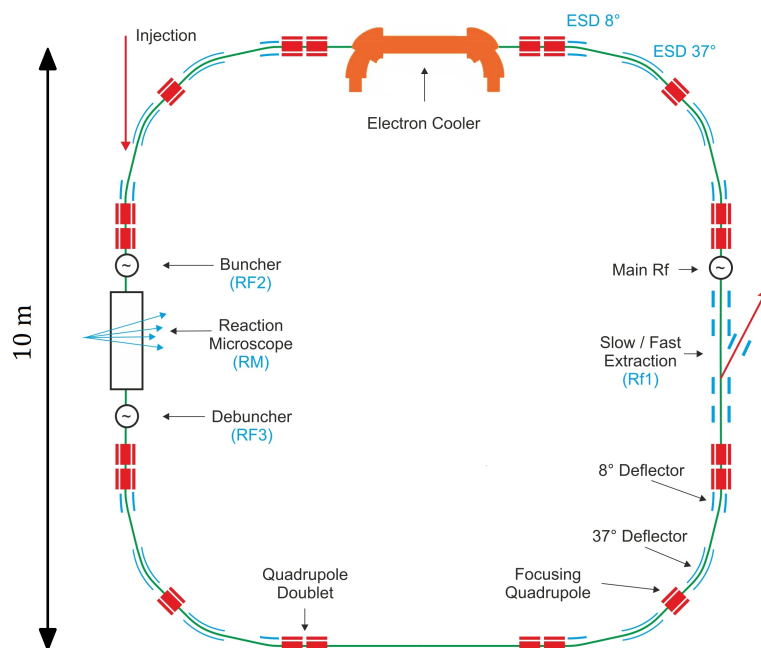 Injection
ESD 8°
ESD 37°
Electron Cooler
Buncher
(RF2)
~
Main Rf
~
10 m
Reaction
Microscope
(RM)
Slow / Fast
Extraction
(Rf1)
Debuncher
(RF3)
~
8° Deflector
37° Deflector
Quadrupole
Doublet
Focusing
Quadrupole